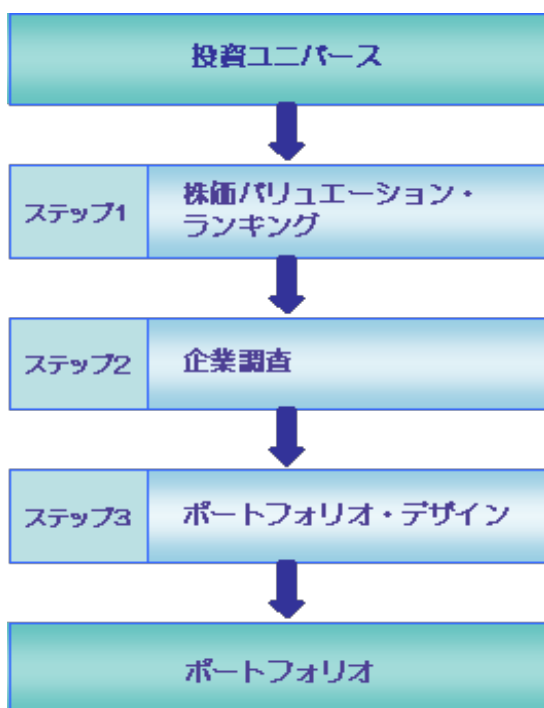 投資ユニバース
ステップ1
株価バリュエーション・
ランキング
ステップ2
企業調査
ステップ3
ポートフォリオ・デザイン
ポートフォリオ